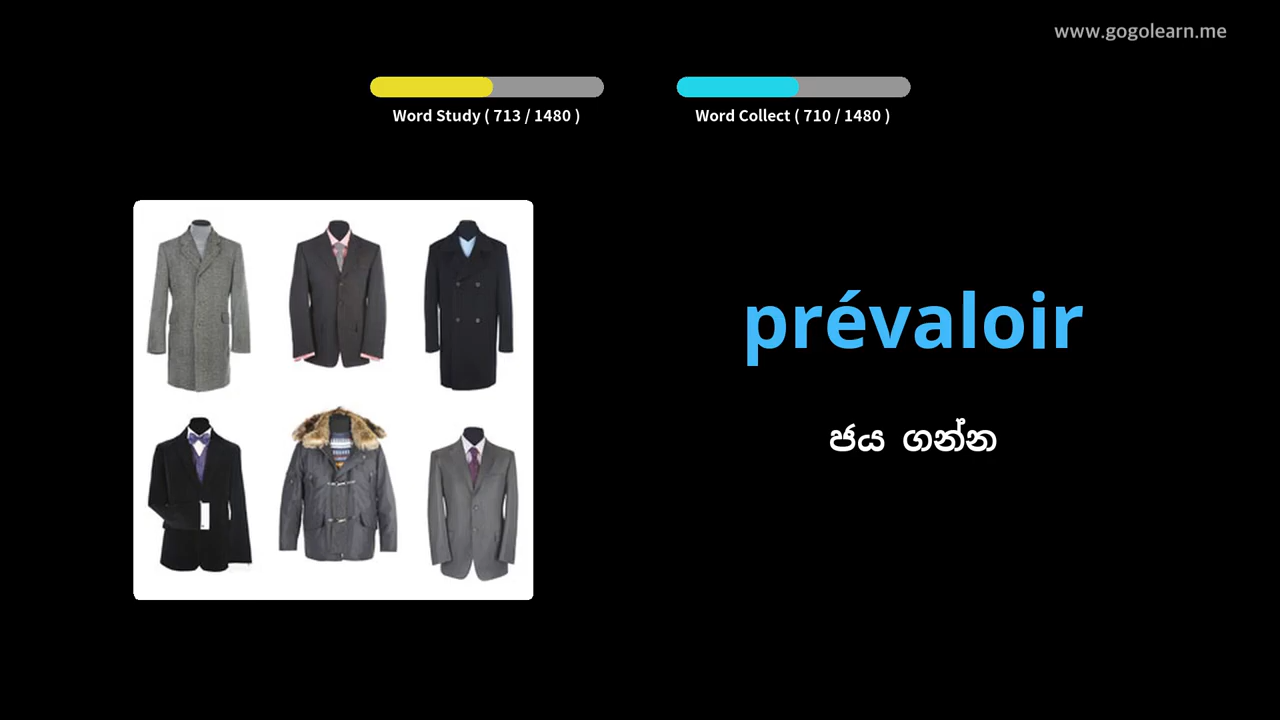 www.gogolearn.me
Word Study ( 713 / 1480 )
Word Collect ( 710 / 1480 )
prévaloir
ජය ගන්න